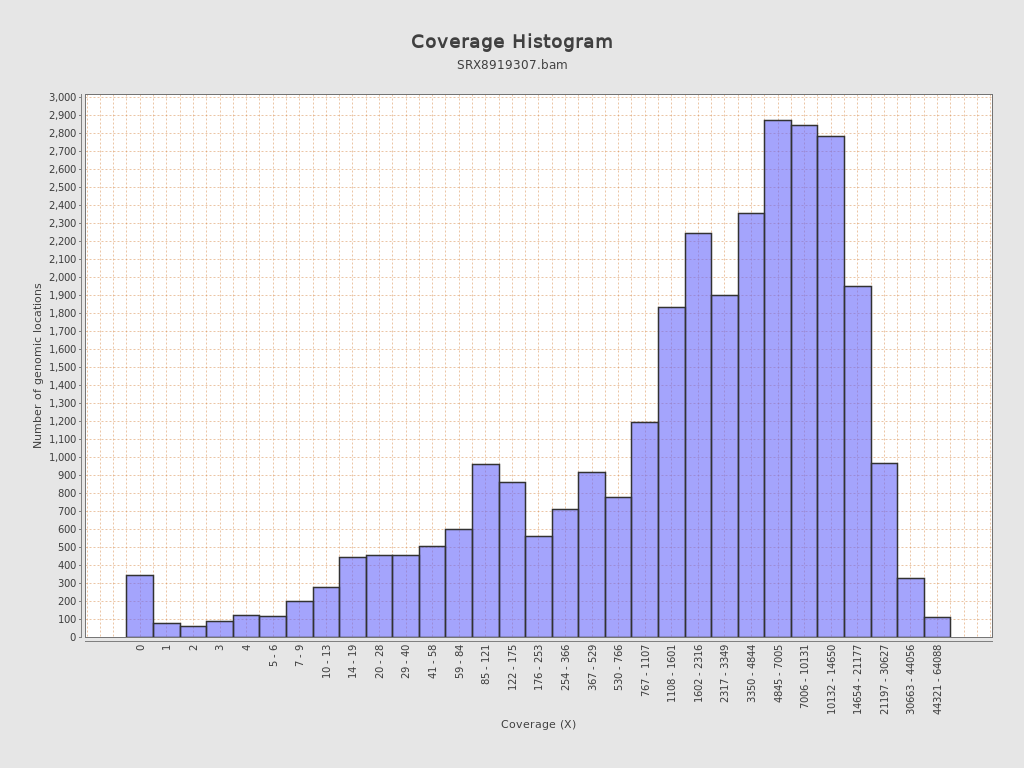 Coverage Histogram
SRX8919307.bam
3,000
2,900
2,800
2,700
2,600
2,500
2,400
2,300
2,200
2,100
2,000
1,900
1,800
1,700
1,600
1,500
1,400
1,300
1,200
1,100
1,000
900
800
700
600
500
400
300
200
100
0
Number of genomic locations
0
1
2
3
4
5 - 6
7 - 9
10 - 13
14 - 19
20 - 28
29 - 40
41 - 58
59 - 84
85 - 121
122 - 175
176 - 253
254 - 366
367 - 529
530 - 766
767 - 1107
1108 - 1601
1602 - 2316
2317 - 3349
3350 - 4844
4845 - 7005
7006 - 10131
10132 - 14650
14654 - 21177
21197 - 30627
30663 - 44056
44321 - 64088
Coverage (X)